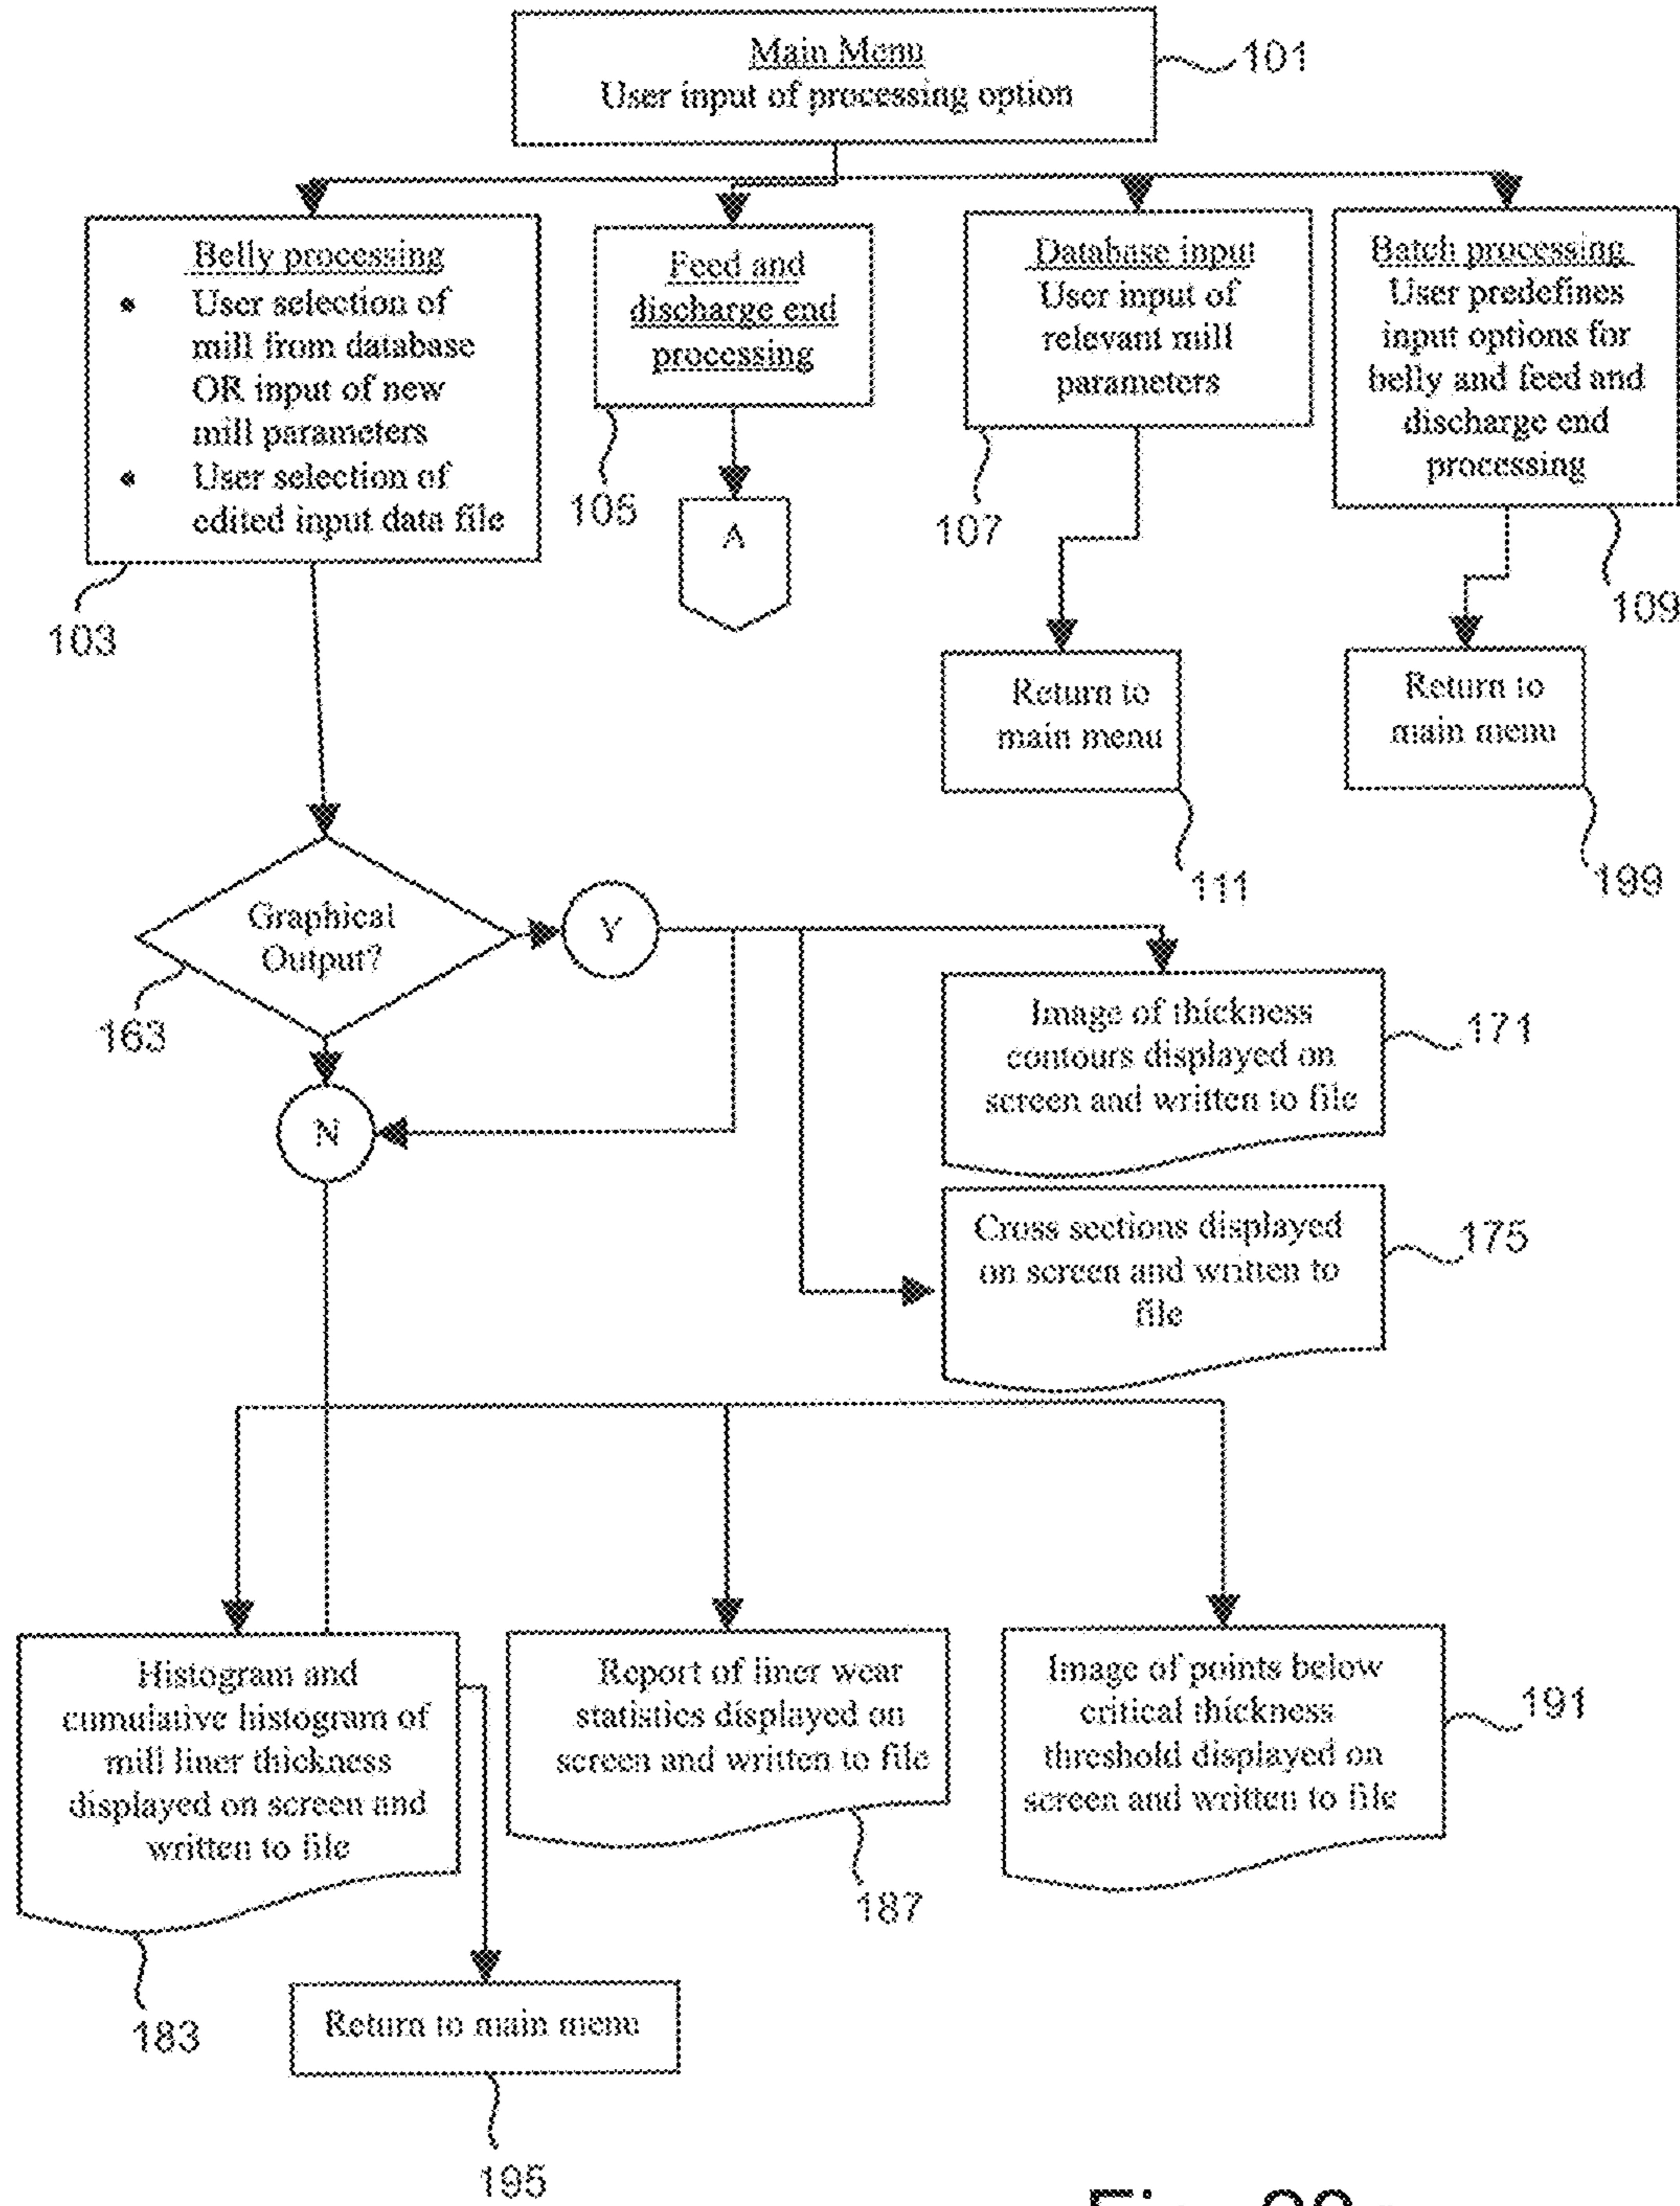 Main Menu
User input of processing option
101
Belly processing
• User selection of
mill from database
OR input of new
mill parameters
• User selection of
edited input data file
103
Feed and
discharge end
processing
105
A
Database input
User input of
relevant mill
parameters
107
Batch processing
User predefines
input options for
belly and feed and
discharge end
processing
109
Return to
main menu
111
Return to
main menu
199
Graphical
Output?
163
Y
N
Image of thickness
contours displayed on
screen and written to file
171
Cross sections displayed
on screen and written to
file
175
Histogram and
cumulative histogram of
mill liner thickness
displayed on screen and
written to file
183
Report of liner wear
statistics displayed on
screen and written to file
187
Image of points below
critical thickness
threshold displayed on
screen and written to file
191
Return to main menu
195